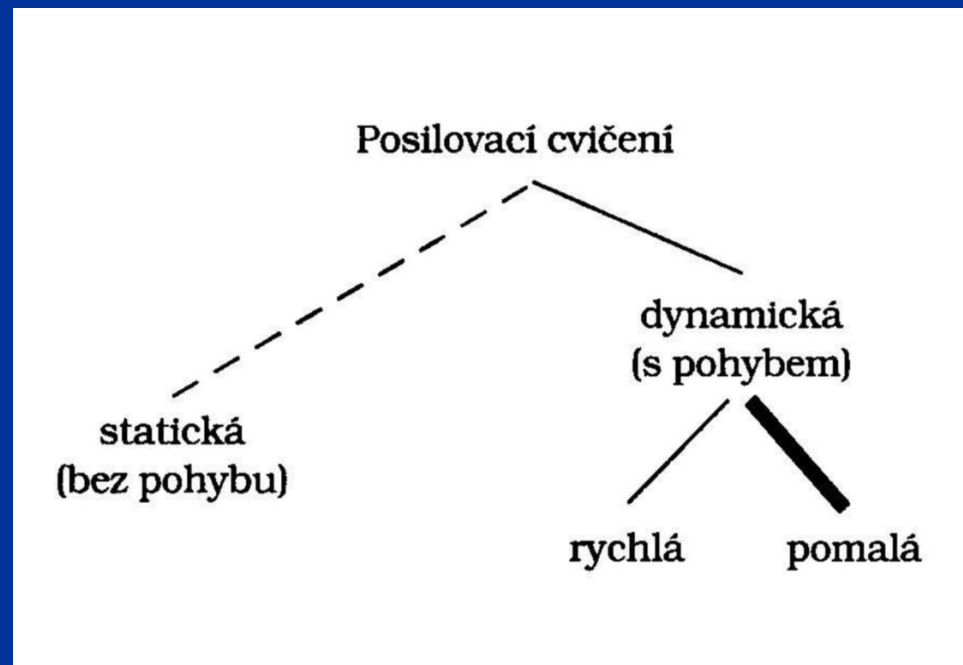 Posilovací cvičení
dynamická
(s pohybem)
statická
(bez pohybu)
rychlá
pomalá